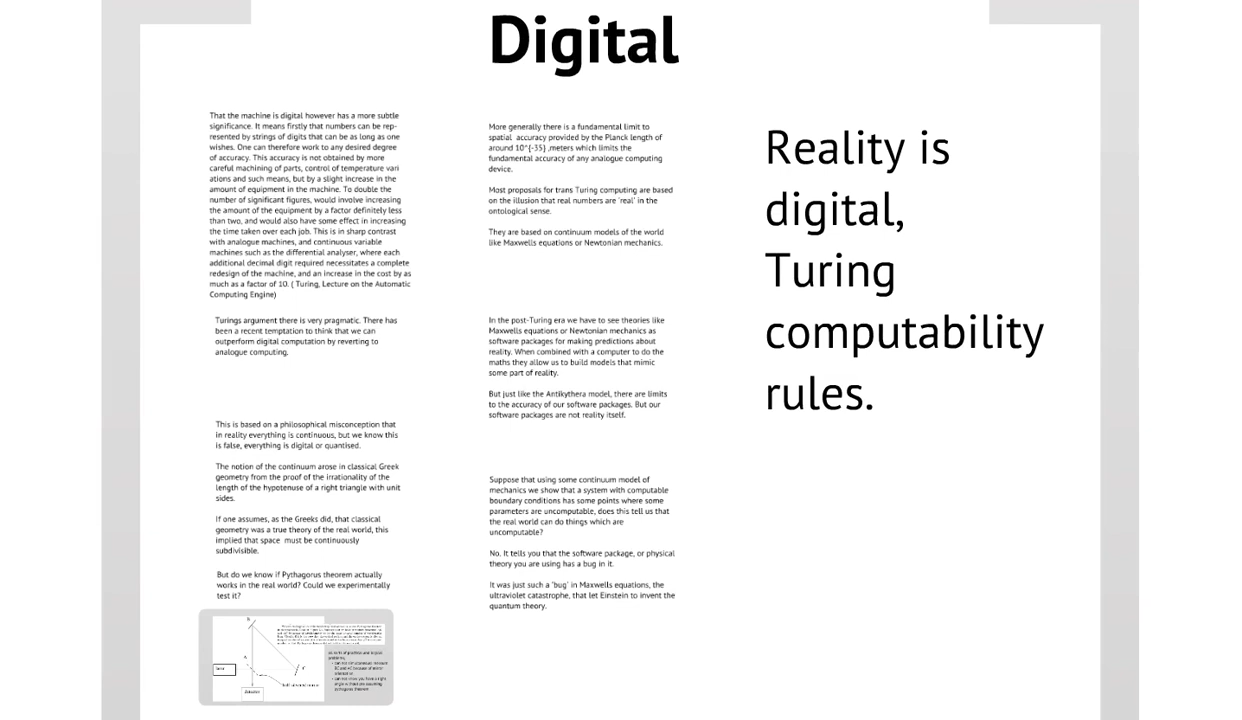 Digital
That the machine is digital however has a more subtle
significance. It means firstly that numbers can be rep-
resented by strings of digits that can be as long as one
wishes. One can therefore work to any desired degree
of accuracy. This accuracy is not obtained by more
careful machining of parts, control of temperature vari
ations and such means, but by a slight increase in the
amount of equipment in the machine. To double the
number of significant figures, would involve increasing
the amount of the equipment by a factor definitely less
than two, and would also have some effect in increasing
the time taken over each job. This is in sharp contrast
with analogue machines, and continuous variable
machines such as the differential analyser, where each
additional decimal digit required necessitates a complete
redesign of the machine, and an increase in the cost by as
much as a factor of 10. ( Turing, Lecture on the Automatic
Computing Engine)
Turings argument there is very pragmatic. There has
been a recent temptation to think that we can
outperform digital computation by reverting to
analogue computing.
This is based on a philosophical misconception that
in reality everything is continuous, but we know this
is false, everything is digital or quantised.
The notion of the continuum arose in classical Greek
geometry from the proof of the irrationality of the
length of the hypotenuse of a right triangle with unit
sides.
If one assumes, as the Greeks did, that classical
geometry was a true theory of the real world, this
implied that space must be continuously
subdivisible.
But do we know if Pythagorus theorem actually
works in the real world? Could we experimentally
test it?
More generally there is a fundamental limit to
spatial accuracy provided by the Planck length of
around 10^{-35} ,meters which limits the
fundamental accuracy of any analogue computing
device.
Most proposals for trans Turing computing are based
on the illusion that real numbers are 'real' in the
ontological sense.
They are based on continuum models of the world
like Maxwells equations or Newtonian mechanics.
In the post-Turing era we have to see theories like
Maxwells equations or Newtonian mechanics as
software packages for making predictions about
reality. When combined with a computer to do the
maths they allow us to build models that mimic
some part of reality.
But just like the Antikythera model, there are limits
to the accuracy of our software packages. But our
software packages are not reality itself.
Suppose that using some continuum model of
mechanics we show that a system with computable
boundary conditions has some points where some
parameters are uncomputable, does this tell us that
the real world can do things which are
uncomputable?
No. It tells you that the software package, or physical
theory you are using has a bug in it.
It was just such a 'bug' in Maxwells equations, the
ultraviolet catastrophe, that let Einstein to invent the
quantum theory.
Reality is
digital,
Turing
computability
rules.